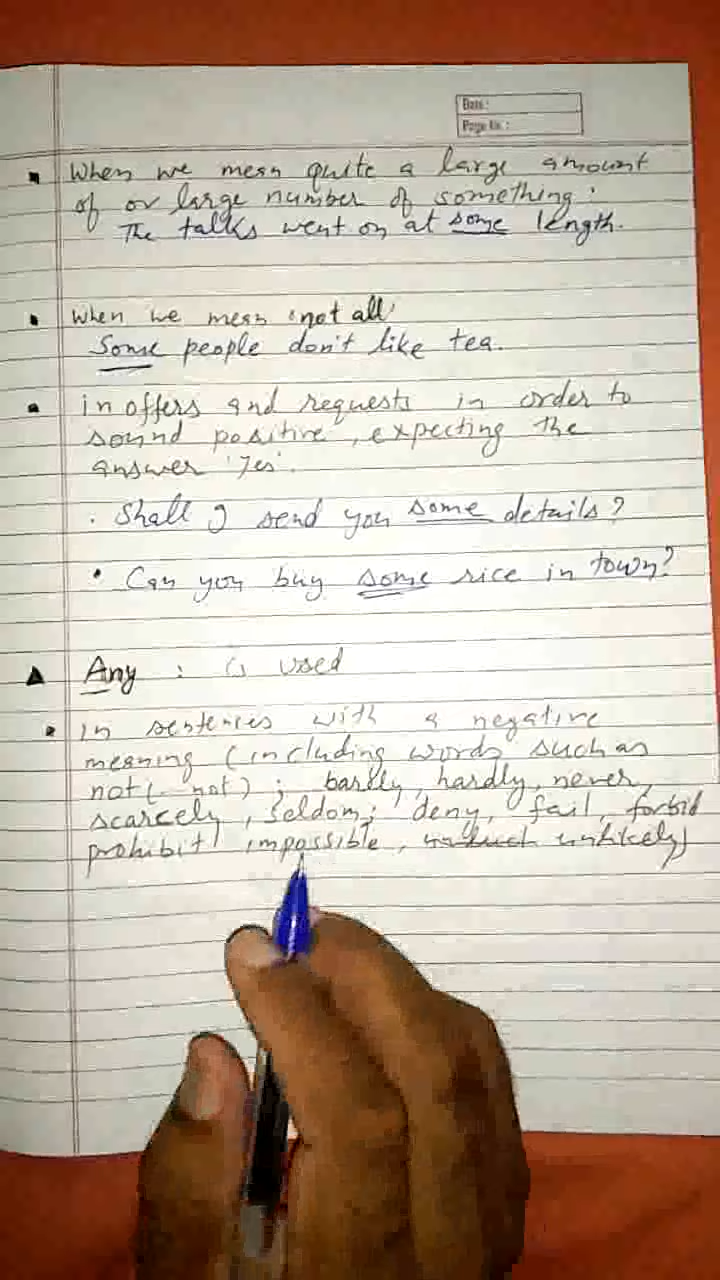 Date:
Page No.:
When we mean quite a large amount
of or large number of something:
The talks went on at some length.
When we mean 'not all'
Some people don't like tea.
in offers and requests in order to
sound positive, expecting the
answer 'Yes'.
Shall I send you some details?
Can you buy some rice in town?
Any : is used
In sentences with a negative
meaning (including words such as
not (- not) ; barely, hardly, never,
scarcely, seldom; deny, fail, forbid
prohibit impossible, unlikely)